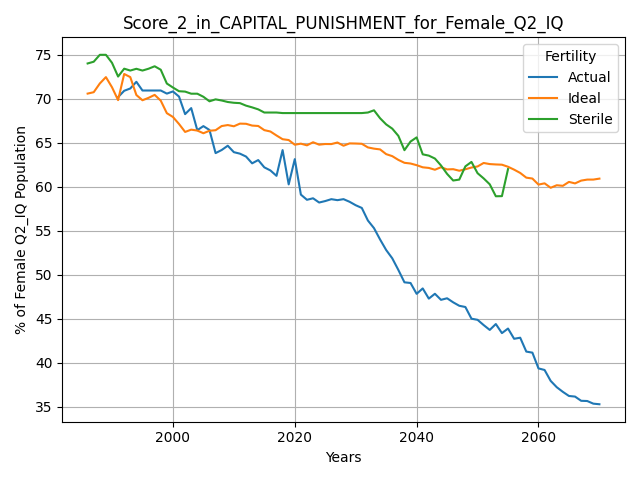 Score_2_in_CAPITAL_PUNISHMENT_for_Female_Q2_IQ
Fertility
Actual
Ideal
Sterile
% of Female Q2_IQ Population
75
70
65
60
55
50
45
40
35
2000
2020
2040
2060
Years